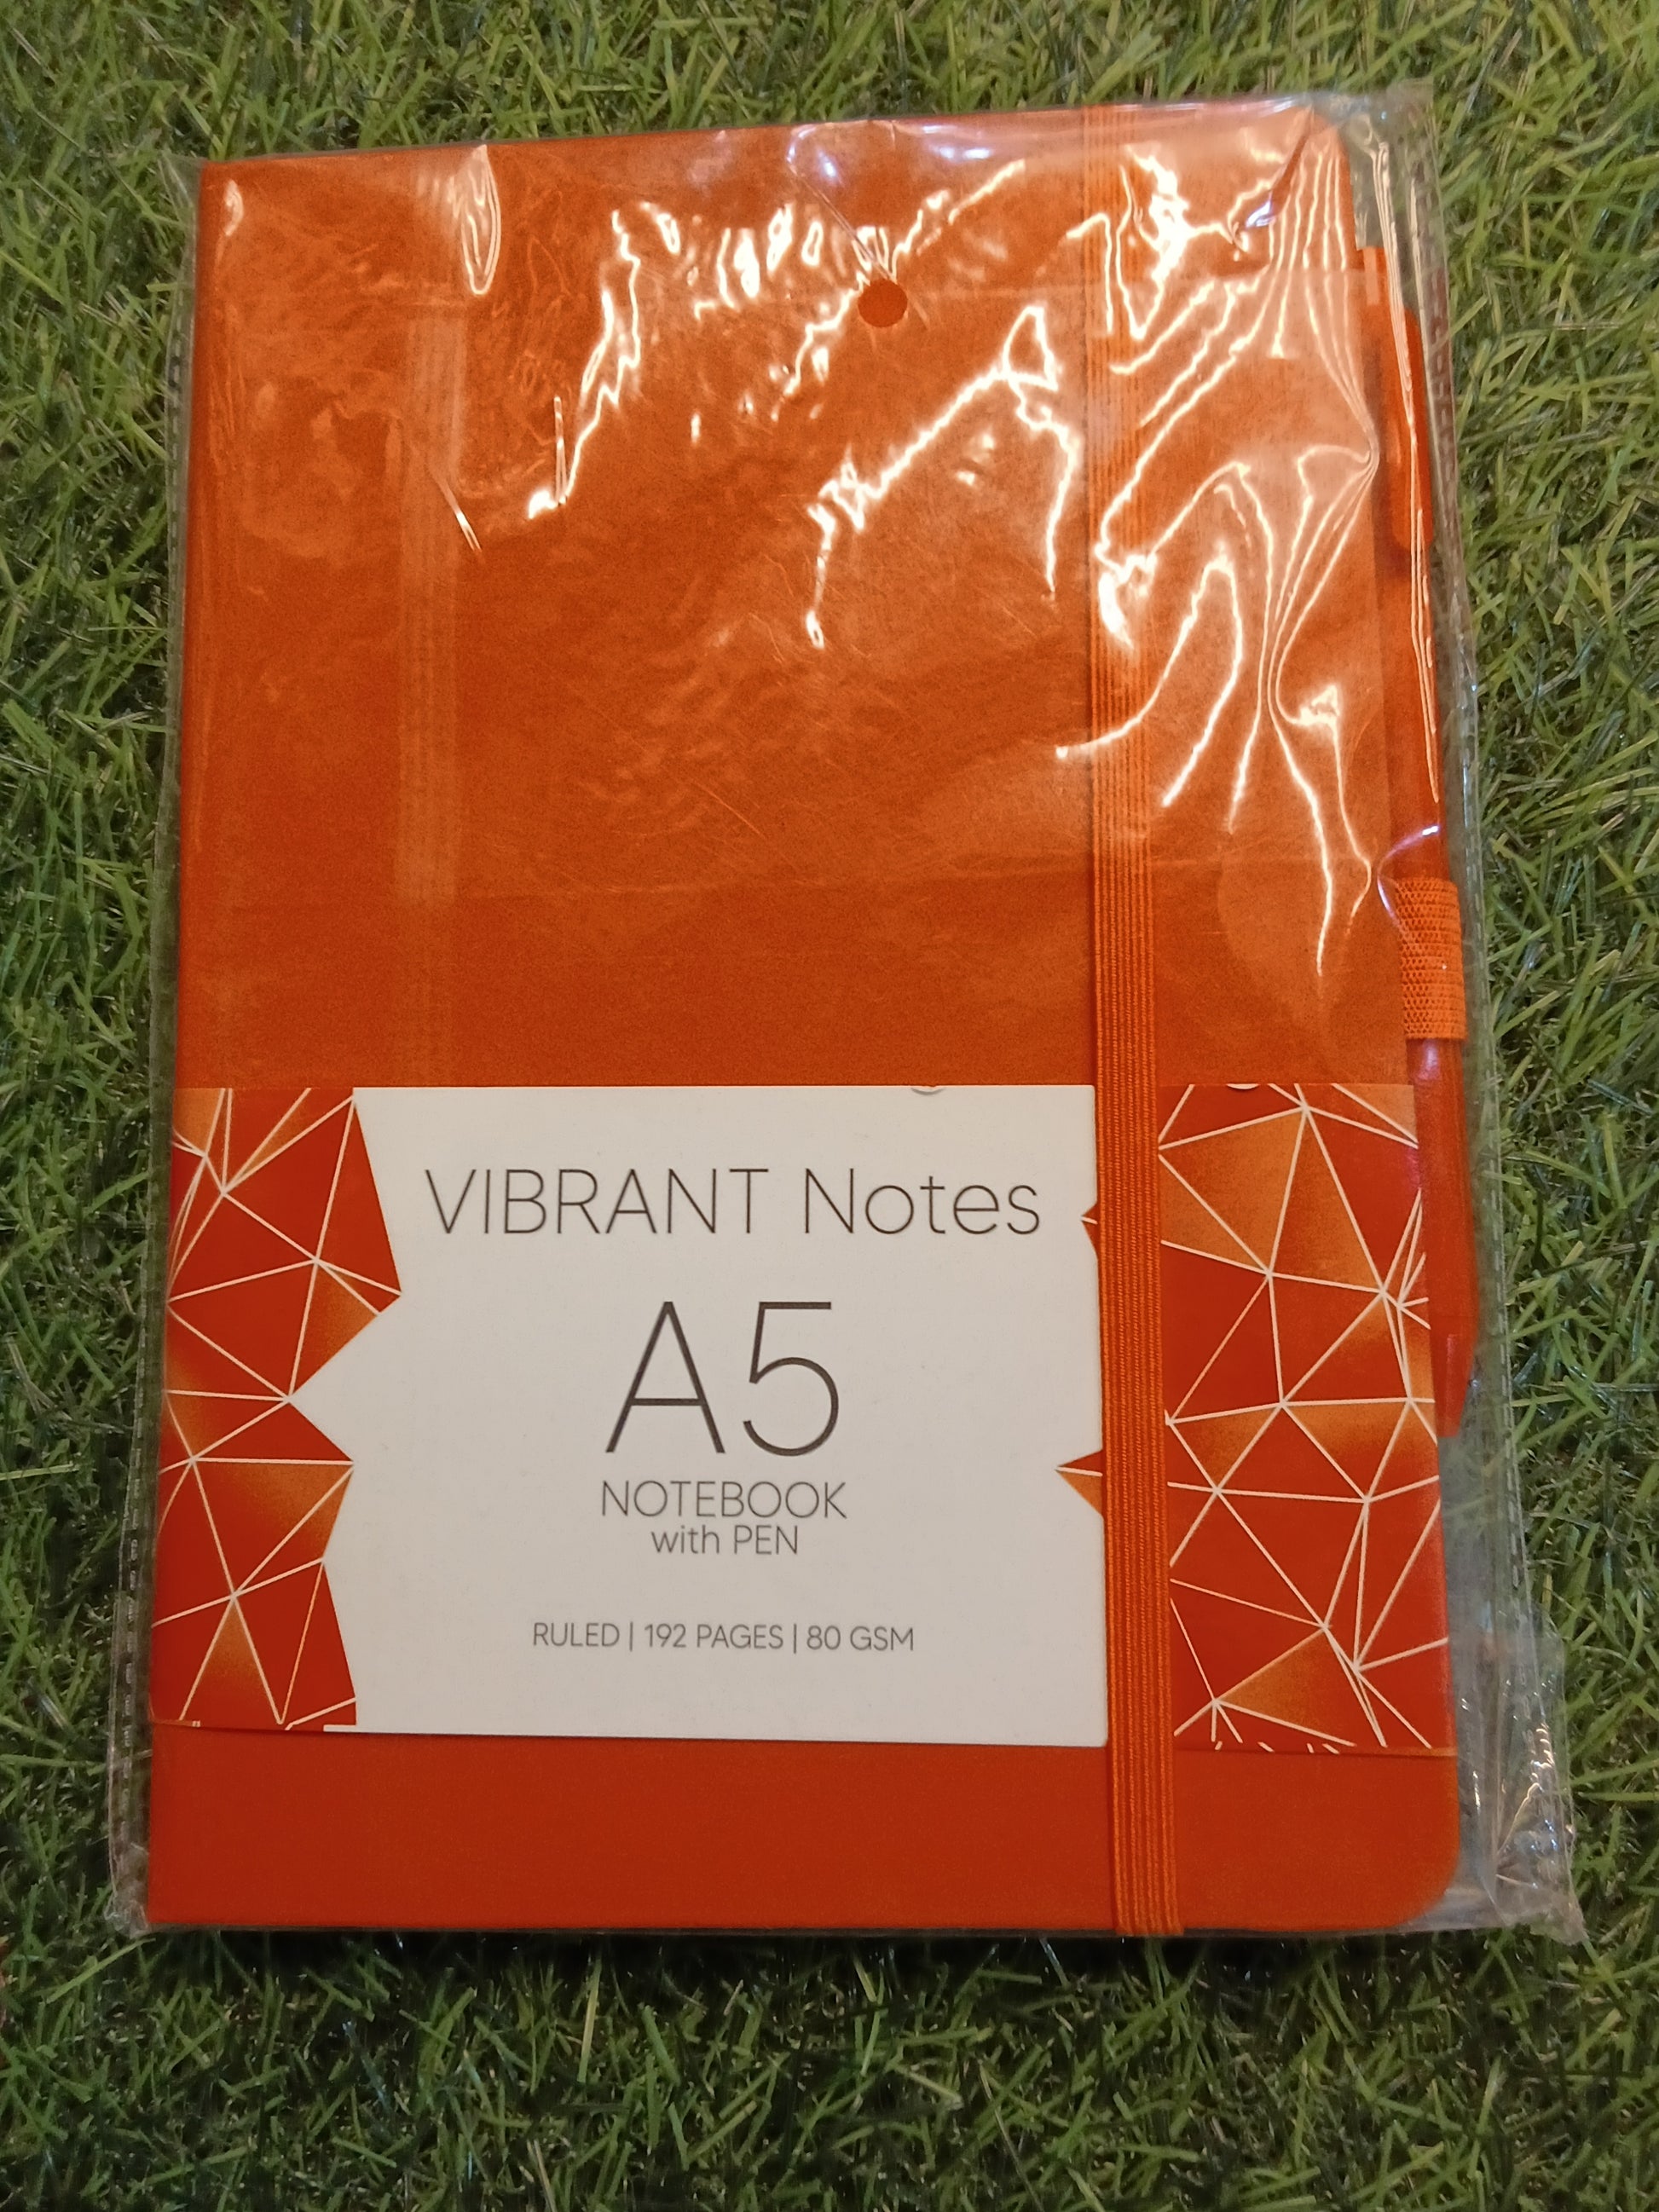 VIBRANT Notes
A5
NOTEBOOK
with PEN
RULED | 192 PAGES | 80 GSM